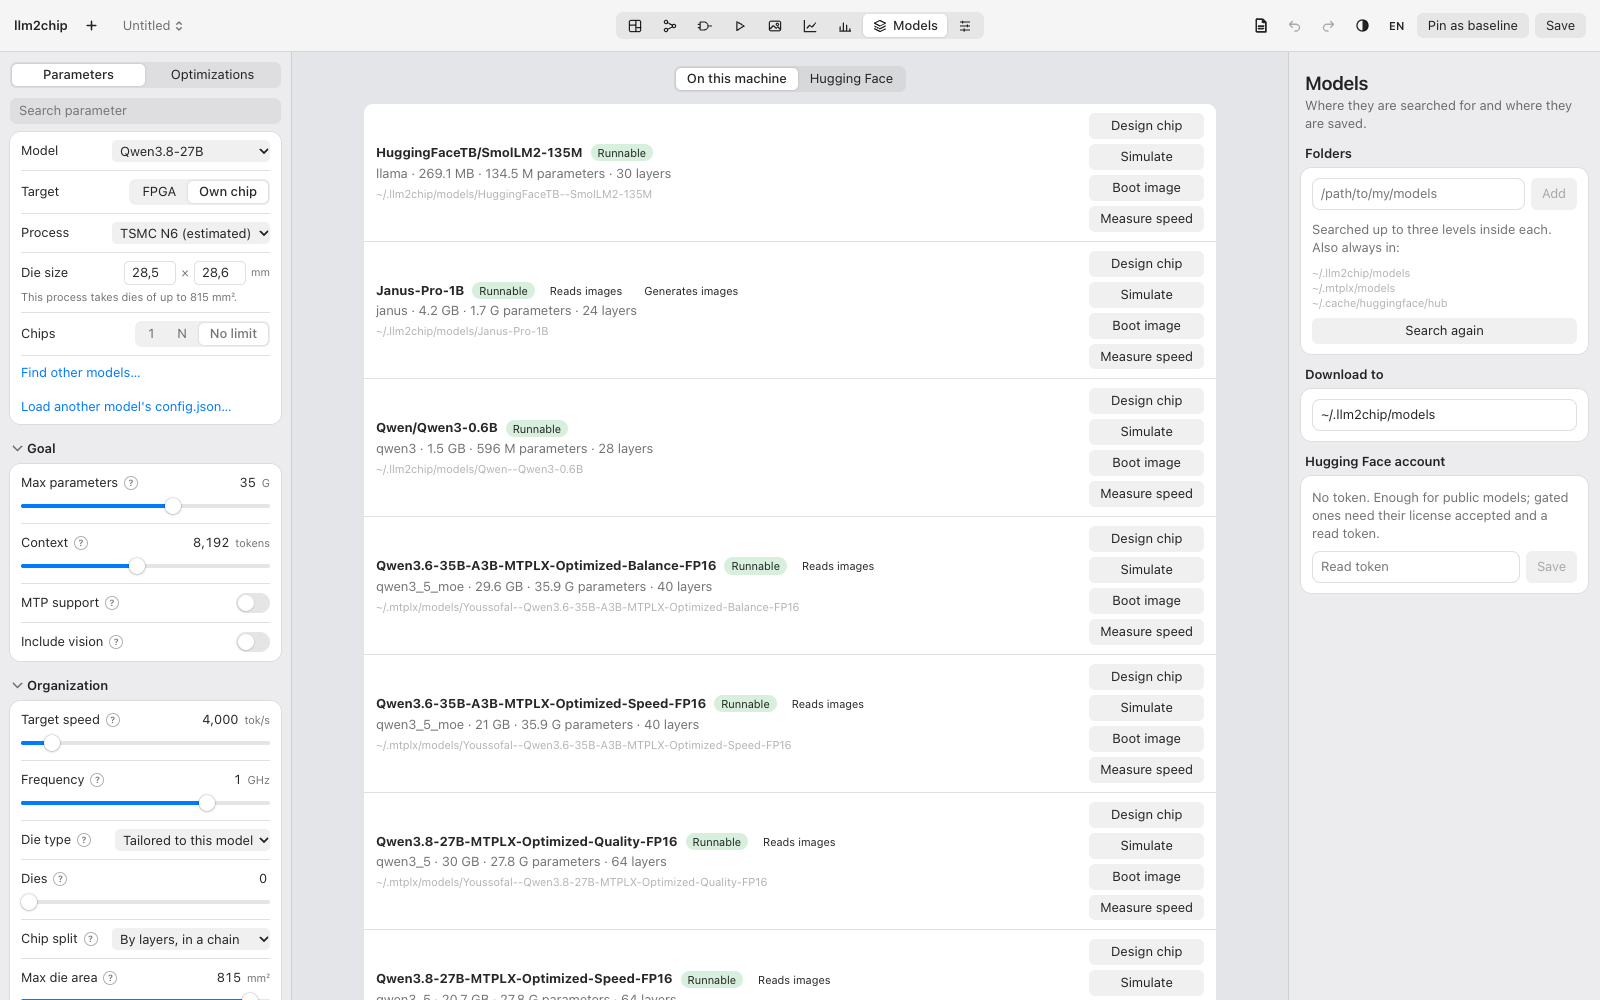 llm2chip
Untitled
Models
EN
Pin as baseline
Save
Parameters
Optimizations
Search parameter
Model
Qwen3.8-27B
Target
FPGA
Own chip
Process
TSMC N6 (estimated)
Die size
28,5 × 28,6 mm
This process takes dies of up to 815 mm².
Chips
1
N
No limit
Find other models...
Load another model's config.json...
Goal
Max parameters ? 35 G
Context ? 8,192 tokens
MTP support ?
Include vision ?
Organization
Target speed ? 4,000 tok/s
Frequency ? 1 GHz
Die type ? Tailored to this model
Dies ? 0
Chip split ? By layers, in a chain
Max die area ? 815 mm²
On this machine
Hugging Face
HuggingFaceTB/SmolLM2-135M Runnable
llama · 269.1 MB · 134.5 M parameters · 30 layers
~/.llm2chip/models/HuggingFaceTB--SmolLM2-135M
Design chip
Simulate
Boot image
Measure speed
Janus-Pro-1B Runnable Reads images Generates images
janus · 4.2 GB · 1.7 G parameters · 24 layers
~/.llm2chip/models/Janus-Pro-1B
Design chip
Simulate
Boot image
Measure speed
Qwen/Qwen3-0.6B Runnable
qwen3 · 1.5 GB · 596 M parameters · 28 layers
~/.llm2chip/models/Qwen--Qwen3-0.6B
Design chip
Simulate
Boot image
Measure speed
Qwen3.6-35B-A3B-MTPLX-Optimized-Balance-FP16 Runnable Reads images
qwen3_5_moe · 29.6 GB · 35.9 G parameters · 40 layers
~/.mtplx/models/Youssofal--Qwen3.6-35B-A3B-MTPLX-Optimized-Balance-FP16
Design chip
Simulate
Boot image
Measure speed
Qwen3.6-35B-A3B-MTPLX-Optimized-Speed-FP16 Runnable Reads images
qwen3_5_moe · 21 GB · 35.9 G parameters · 40 layers
~/.mtplx/models/Youssofal--Qwen3.6-35B-A3B-MTPLX-Optimized-Speed-FP16
Design chip
Simulate
Boot image
Measure speed
Qwen3.8-27B-MTPLX-Optimized-Quality-FP16 Runnable Reads images
qwen3_5 · 30 GB · 27.8 G parameters · 64 layers
~/.mtplx/models/Youssofal--Qwen3.8-27B-MTPLX-Optimized-Quality-FP16
Design chip
Simulate
Boot image
Measure speed
Qwen3.8-27B-MTPLX-Optimized-Speed-FP16 Runnable Reads images
qwen3_5 · 20.7 GB · 27.8 G parameters · 64 layers
Design chip
Simulate
Models
Where they are searched for and where they
are saved.
Folders
/path/to/my/models
Add
Searched up to three levels inside each.
Also always in:
~/.llm2chip/models
~/.mtplx/models
~/.cache/huggingface/hub
Search again
Download to
~/.llm2chip/models
Hugging Face account
No token. Enough for public models; gated
ones need their license accepted and a
read token.
Read token
Save